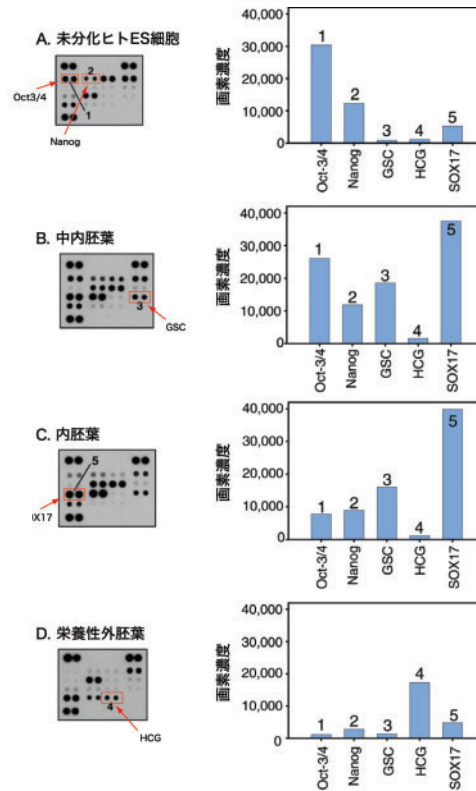 A. 未分化ヒトES細胞
Oct3/4
Nanog
2
1
画素濃度
40,000
30,000
20,000
10,000
0
1
2
3
4
5
Oct-3/4
Nanog
GSC
HCG
SOX17
B. 中内胚葉
3
GSC
画素濃度
40,000
30,000
20,000
10,000
0
1
2
3
4
5
Oct-3/4
Nanog
GSC
HCG
SOX17
C. 内胚葉
5
OX17
画素濃度
40,000
30,000
20,000
10,000
0
1
2
3
4
5
Oct-3/4
Nanog
GSC
HCG
SOX17
D. 栄養性外胚葉
4
HCG
画素濃度
40,000
30,000
20,000
10,000
0
1
2
3
4
5
Oct-3/4
Nanog
GSC
HCG
SOX17